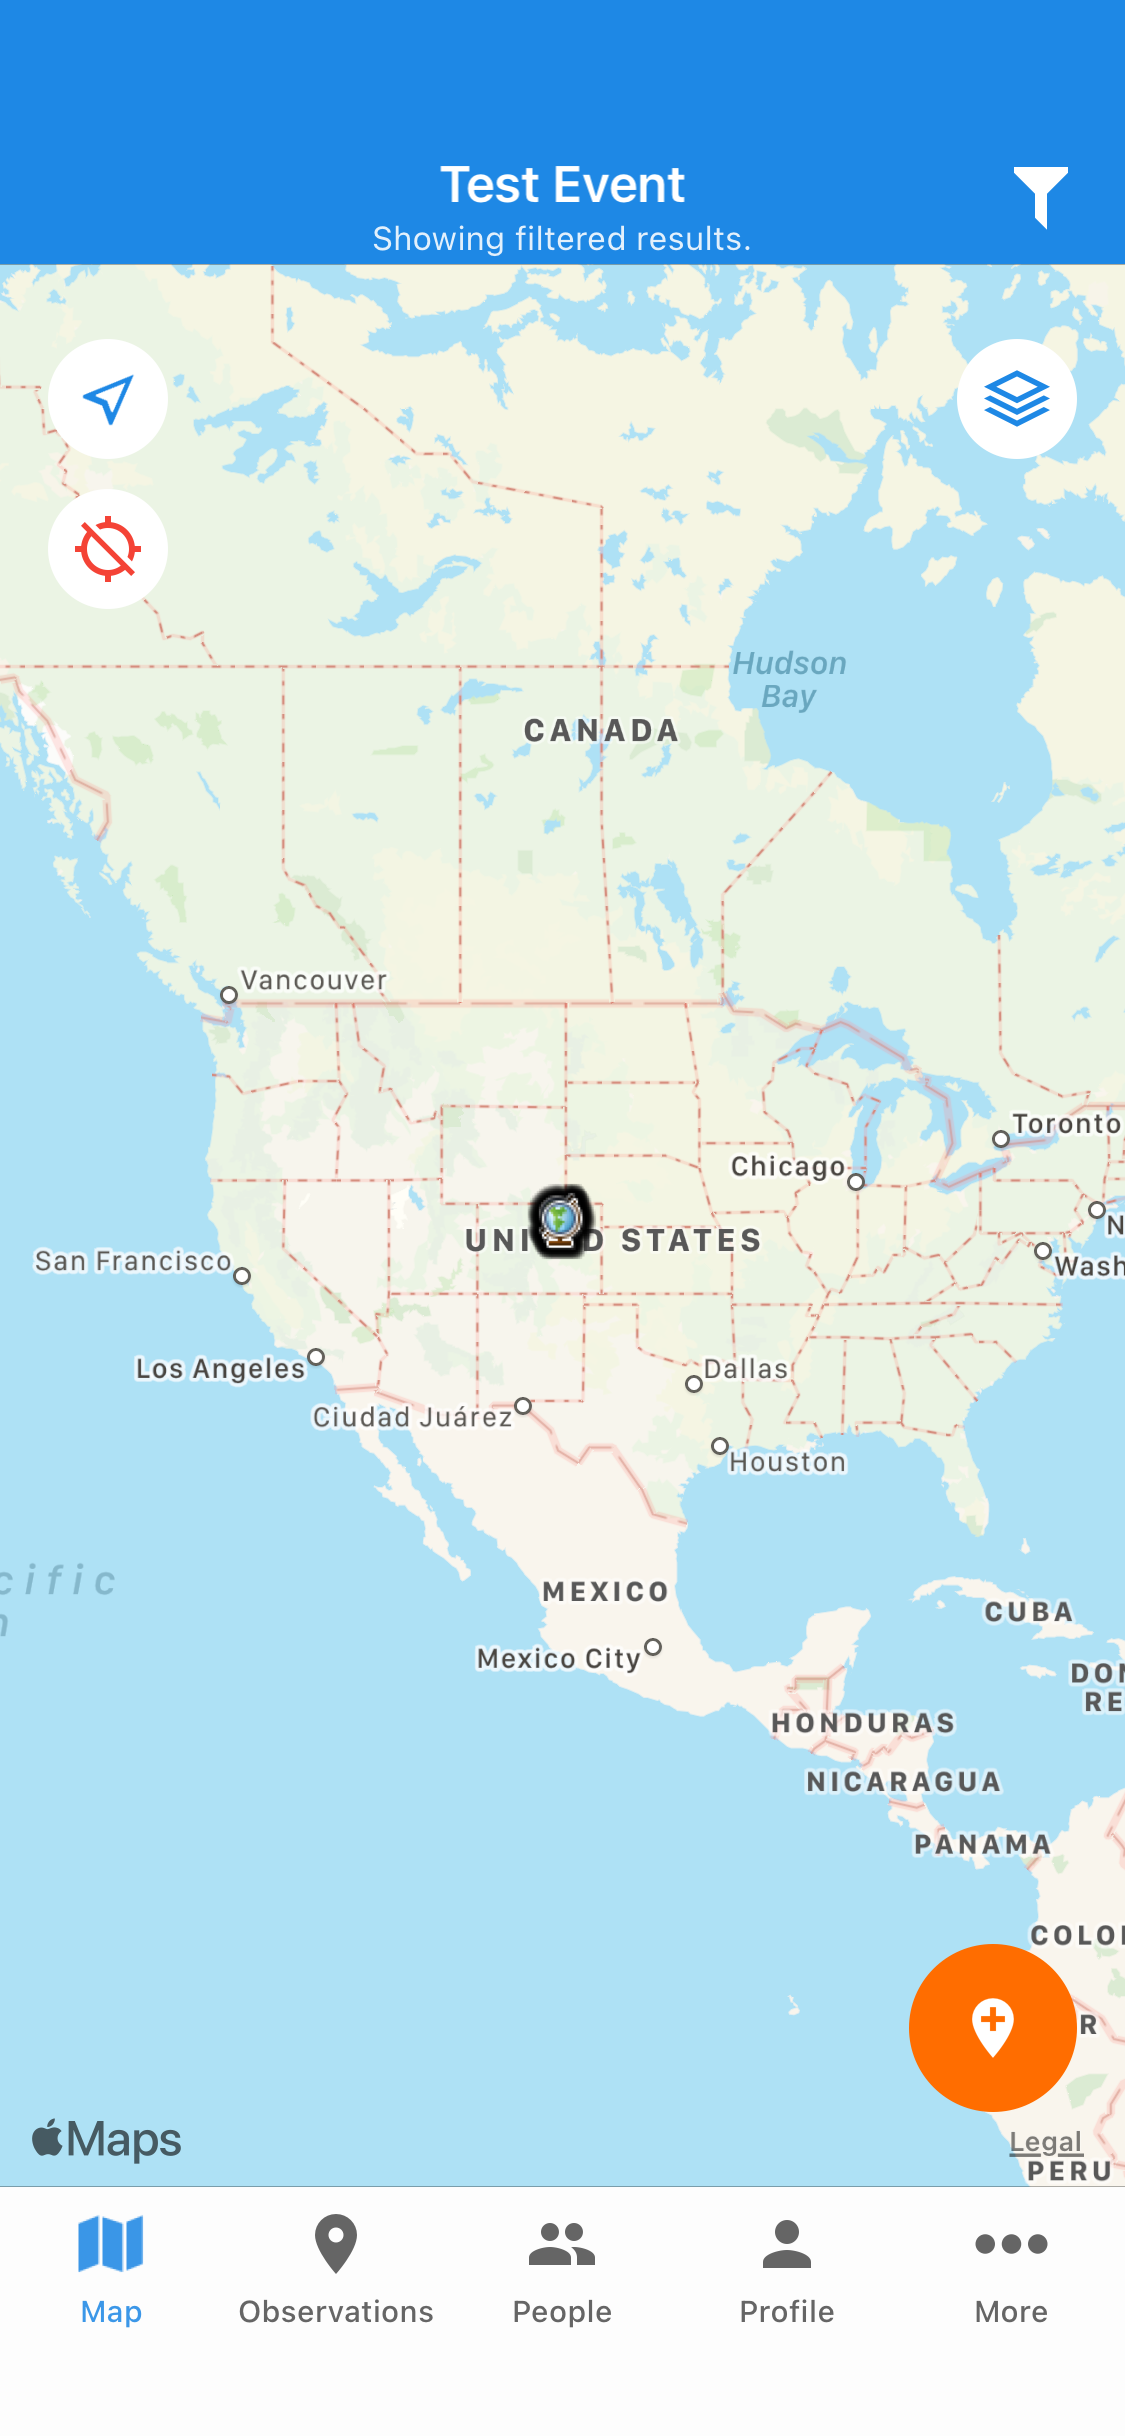 Test Event
Showing filtered results.
Hudson
Bay
CANADA
Vancouver
Toronto
Chicago
N
UNI D STATES
Wash
San Francisco
Los Angeles
Dallas
Ciudad Juárez
Houston
cific
n
MEXICO
CUBA
Mexico City
DOM
RE
HONDURAS
NICARAGUA
PANAMA
COLO
R
Maps
Legal
PERU
Map
Observations
People
Profile
More